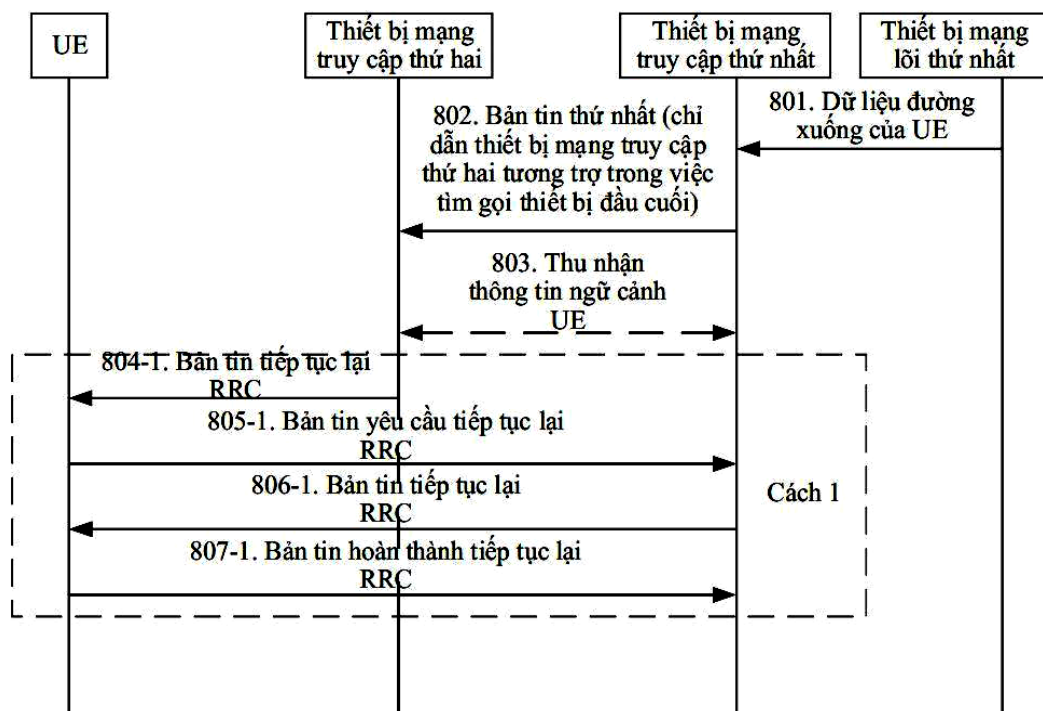 UE
Thiết bị mạng
truy cập thứ hai
Thiết bị mạng
truy cập thứ nhất
Thiết bị mạng
lõi thứ nhất
801. Dữ liệu đường
xuống của UE
802. Bản tin thứ nhất (chỉ
dẫn thiết bị mạng truy cập
thứ hai tương trợ trong việc
tìm gọi thiết bị đầu cuối)
803. Thu nhận
thông tin ngữ cảnh
UE
804-1. Bản tin tiếp tục lại
RRC
805-1. Bản tin yêu cầu tiếp tục lại
RRC
806-1. Bản tin tiếp tục lại
RRC
Cách 1
807-1. Bản tin hoàn thành tiếp tục lại
RRC